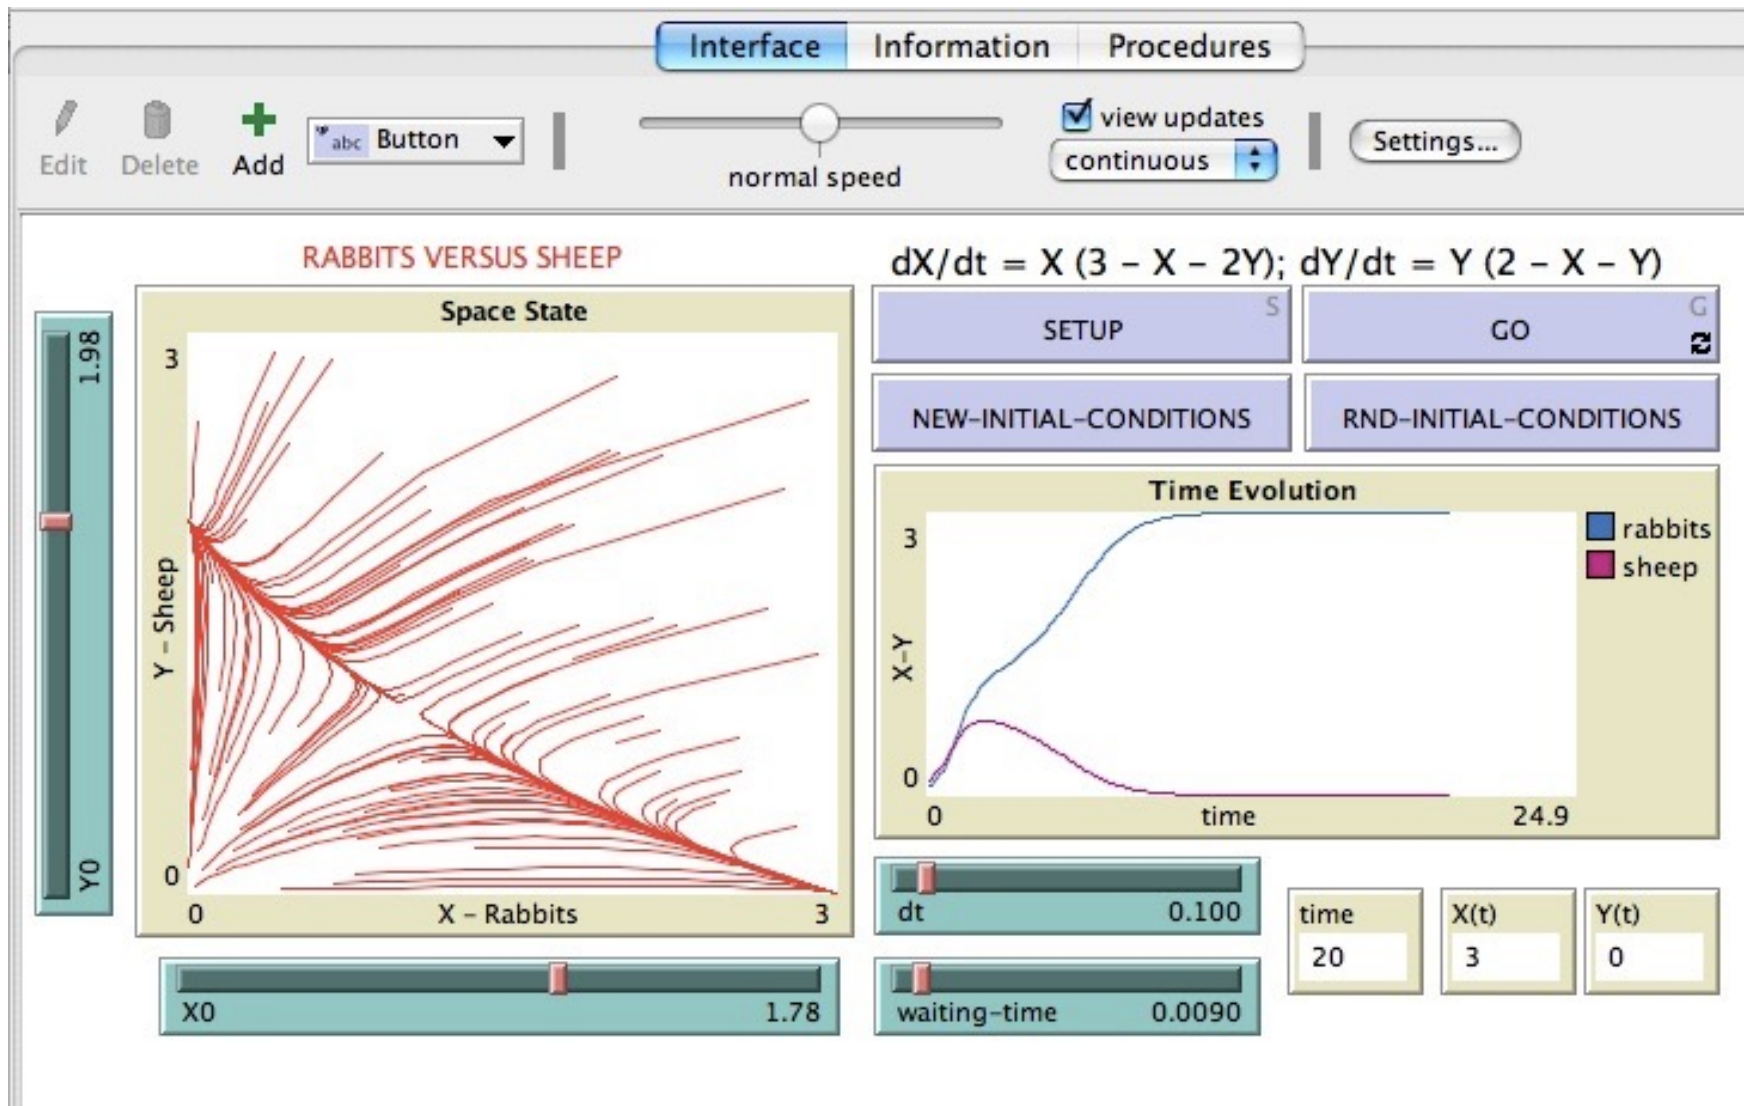 Interface Information Procedures
Edit Delete Add abc Button normal speed view updates continuous Settings...
RABBITS VERSUS SHEEP
dX/dt = X (3 – X – 2Y); dY/dt = Y (2 – X – Y)
Space State
3
Y – Sheep
0
0 X – Rabbits 3
1.98
Y0
X0 1.78
SETUP S
GO G
NEW–INITIAL–CONDITIONS
RND–INITIAL–CONDITIONS
Time Evolution
3
X–Y
0
0 time 24.9
rabbits
sheep
dt 0.100
waiting–time 0.0090
time
20
X(t)
3
Y(t)
0